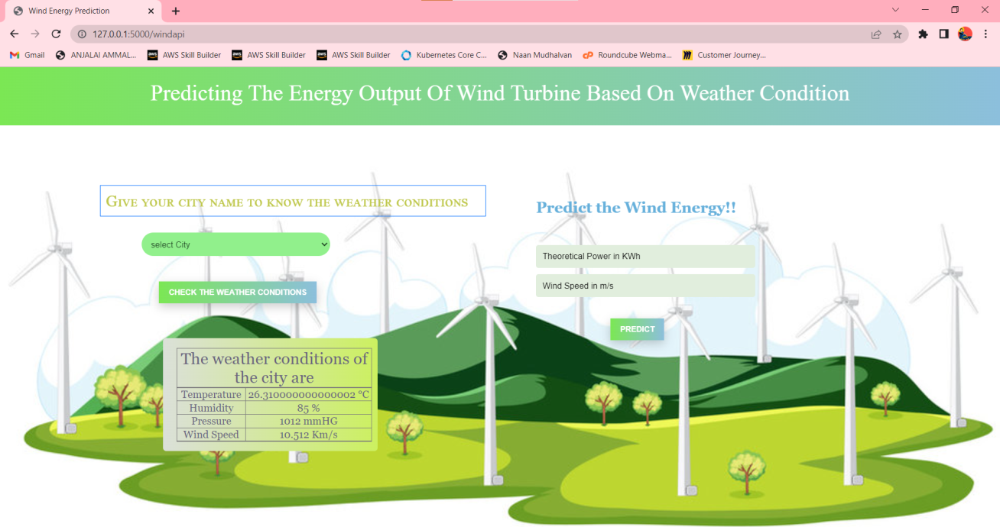 Wind Energy Prediction
127.0.0.1:5000/windapi
Gmail ANJALAI AMMAL... AWS Skill Builder AWS Skill Builder AWS Skill Builder Kubernetes Core C... Naan Mudhalvan Roundcube Webma... Customer Journey...
Predicting The Energy Output Of Wind Turbine Based On Weather Condition
Give your city name to know the weather conditions
select City
CHECK THE WEATHER CONDITIONS
The weather conditions of
the city are
Temperature 26.310000000000002 °C
Humidity 85 %
Pressure 1012 mmHG
Wind Speed 10.512 Km/s
Predict the Wind Energy!!
Theoretical Power in KWh
Wind Speed in m/s
PREDICT